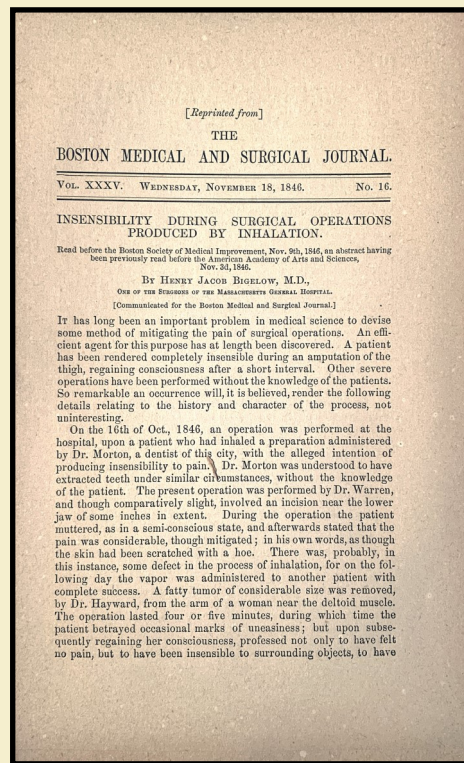 [Reprinted from]
THE
BOSTON MEDICAL AND SURGICAL JOURNAL.
VOL. XXXV. WEDNESDAY, NOVEMBER 18, 1846. No. 16.
INSENSIBILITY DURING SURGICAL OPERATIONS
PRODUCED BY INHALATION.
Read before the Boston Society of Medical Improvement, Nov. 9th, 1846, an abstract having
been previously read before the American Academy of Arts and Sciences,
Nov. 3d, 1846.
BY HENRY JACOB BIGELOW, M.D.,
ONE OF THE SURGEONS OF THE MASSACHUSETTS GENERAL HOSPITAL.
[Communicated for the Boston Medical and Surgical Journal.]
IT has long been an important problem in medical science to devise
some method of mitigating the pain of surgical operations. An effi-
cient agent for this purpose has at length been discovered. A patient
has been rendered completely insensible during an amputation of the
thigh, regaining consciousness after a short interval. Other severe
operations have been performed without the knowledge of the patients.
So remarkable an occurrence will, it is believed, render the following
details relating to the history and character of the process, not
uninteresting.
On the 16th of Oct., 1846, an operation was performed at the
hospital, upon a patient who had inhaled a preparation administered
by Dr. Morton, a dentist of this city, with the alleged intention of
producing insensibility to pain. Dr. Morton was understood to have
extracted teeth under similar circumstances, without the knowledge
of the patient. The present operation was performed by Dr. Warren,
and though comparatively slight, involved an incision near the lower
jaw of some inches in extent. During the operation the patient
muttered, as in a semi-conscious state, and afterwards stated that the
pain was considerable, though mitigated; in his own words, as though
the skin had been scratched with a hoe. There was, probably, in
this instance, some defect in the process of inhalation, for on the fol-
lowing day the vapor was administered to another patient with
complete success. A fatty tumor of considerable size was removed,
by Dr. Hayward, from the arm of a woman near the deltoid muscle.
The operation lasted four or five minutes, during which time the
patient betrayed occasional marks of uneasiness; but upon subse-
quently regaining her consciousness, professed not only to have felt
no pain, but to have been insensible to surrounding objects, to have